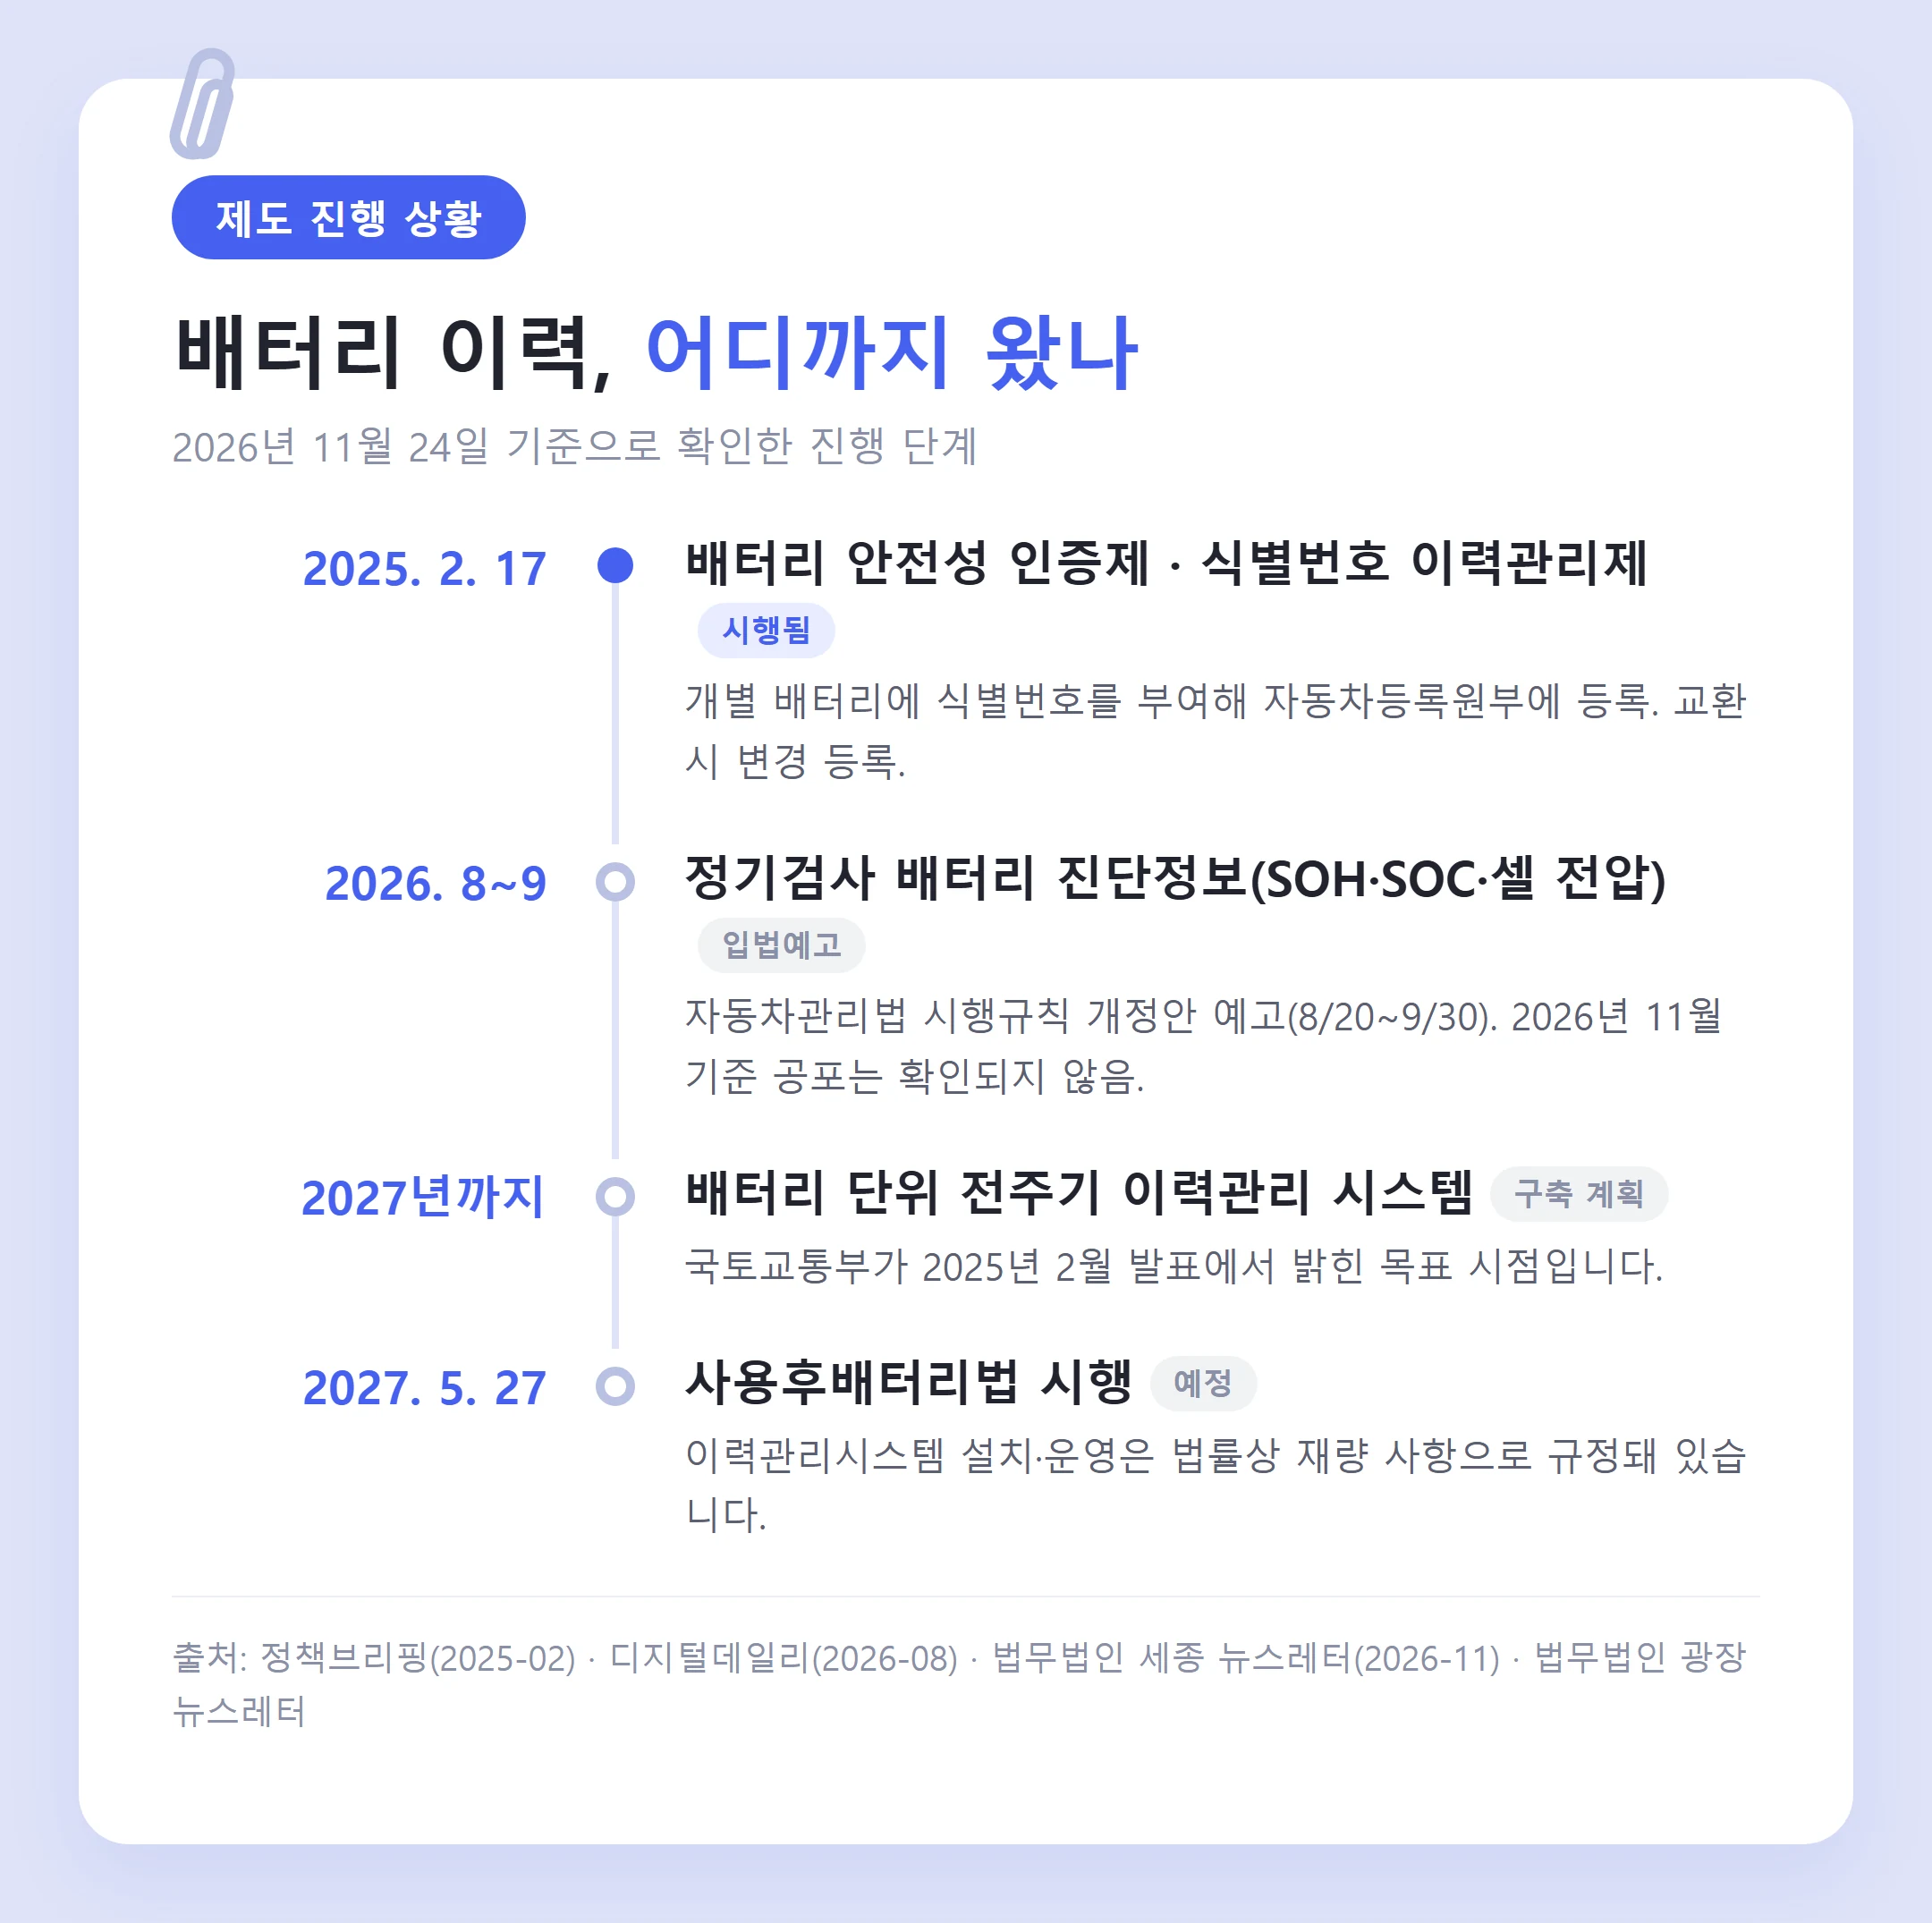 제도 진행 상황
배터리 이력, 어디까지 왔나
2026년 11월 24일 기준으로 확인한 진행 단계
2025. 2. 17
배터리 안전성 인증제 · 식별번호 이력관리제
시행됨
개별 배터리에 식별번호를 부여해 자동차등록원부에 등록. 교환
시 변경 등록.
2026. 8~9
정기검사 배터리 진단정보(SOH·SOC·셀 전압)
입법예고
자동차관리법 시행규칙 개정안 예고(8/20~9/30). 2026년 11월
기준 공포는 확인되지 않음.
2027년까지
배터리 단위 전주기 이력관리 시스템 구축 계획
국토교통부가 2025년 2월 발표에서 밝힌 목표 시점입니다.
2027. 5. 27
사용후배터리법 시행 예정
이력관리시스템 설치·운영은 법률상 재량 사항으로 규정돼 있습
니다.
출처: 정책브리핑(2025-02) · 디지털데일리(2026-08) · 법무법인 세종 뉴스레터(2026-11) · 법무법인 광장
뉴스레터